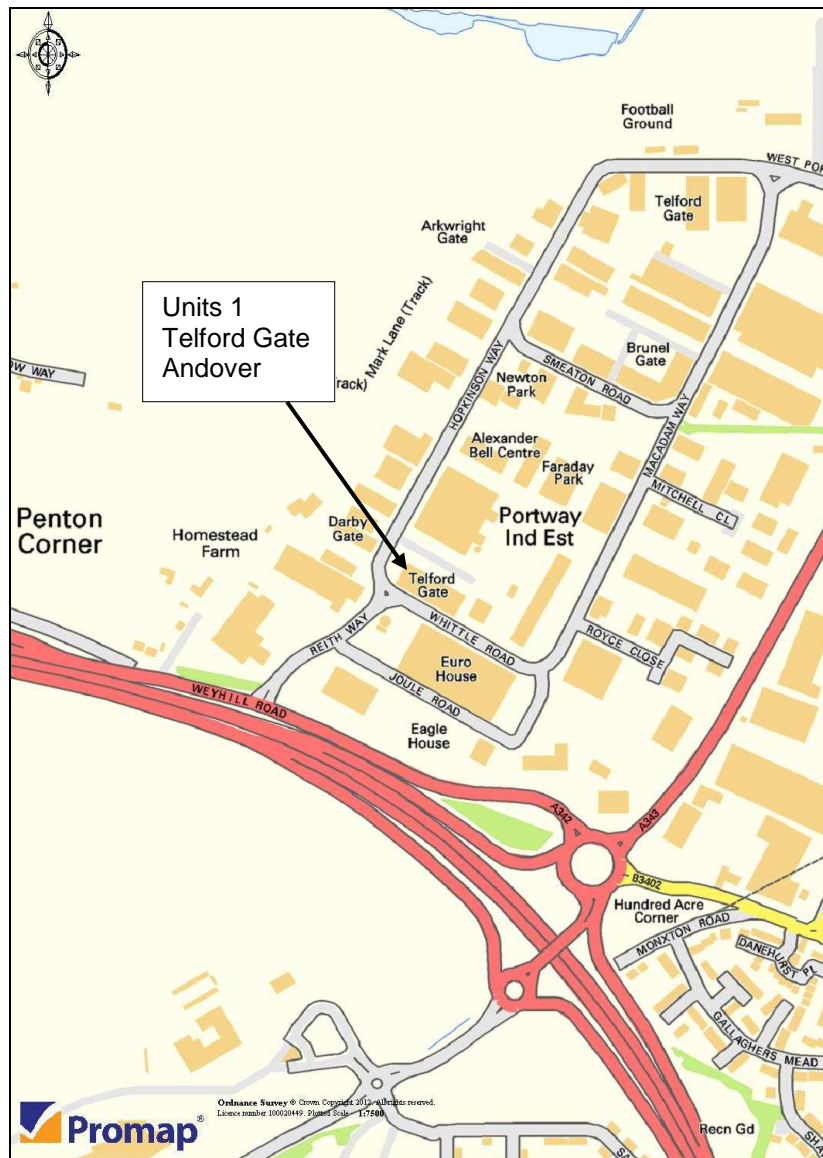 Football
Ground
WEST POR
Telford
Gate
Arkwright
Gate
Units 1
Telford Gate
Andover
Mark Lane (Track)
rack)
OW WAY
HOPKINSON WAY
SMEATON ROAD
Brunel
Gate
Newton
Park
MACADAM WAY
Alexander
Bell Centre
Faraday
Park
MITCHELL CL
Portway
Ind Est
Penton
Corner
Homestead
Farm
Darby
Gate
Telford
Gate
WHITTLE ROAD
REITH WAY
ROYCE CLOSE
Euro
House
JOULE ROAD
WEYHILL ROAD
Eagle
House
A342
A343
B3402
Hundred Acre
Corner
MONXTON ROAD
DANEHURST PL
GALLAGHERS MEAD
Recn Gd
SHA
SA
Ordnance Survey © Crown Copyright 2012. All rights reserved.
Licence number 100020449. Plotted Scale - 1:7500
Promap®